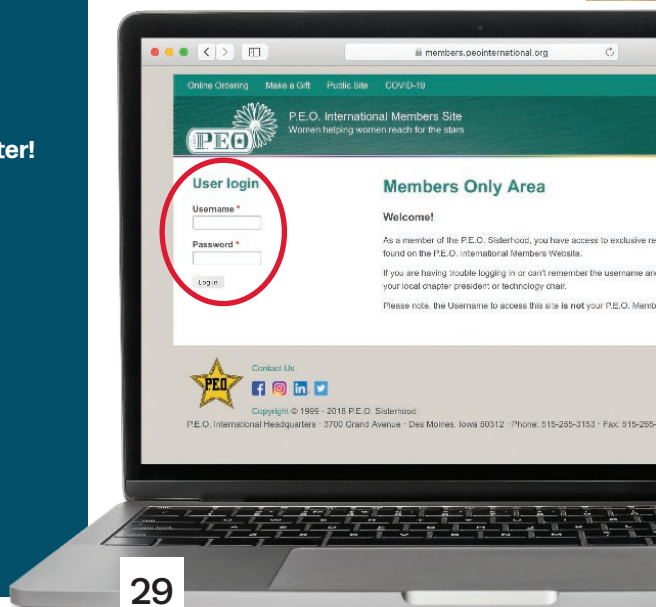 ter!
members.peointernational.org
Online Ordering Make a Gift Public Site COVID-19
PEO
P.E.O. International Members Site
Women helping women reach for the stars
User login
Username *
Password *
Log in
Members Only Area
Welcome!
As a member of the P.E.O. Sisterhood, you have access to exclusive re
found on the P.E.O. International Members Website.
If you are having trouble logging in or can't remember the username and
your local chapter president or technology chair.
Please note, the Username to access this site is not your P.E.O. Memb
P.E.O.
Contact Us
Copyright © 1999 - 2018 P.E.O. Sisterhood
P.E.O. International Headquarters · 3700 Grand Avenue · Des Moines, Iowa 50312 · Phone: 515-255-3153 · Fax: 515-255-
29